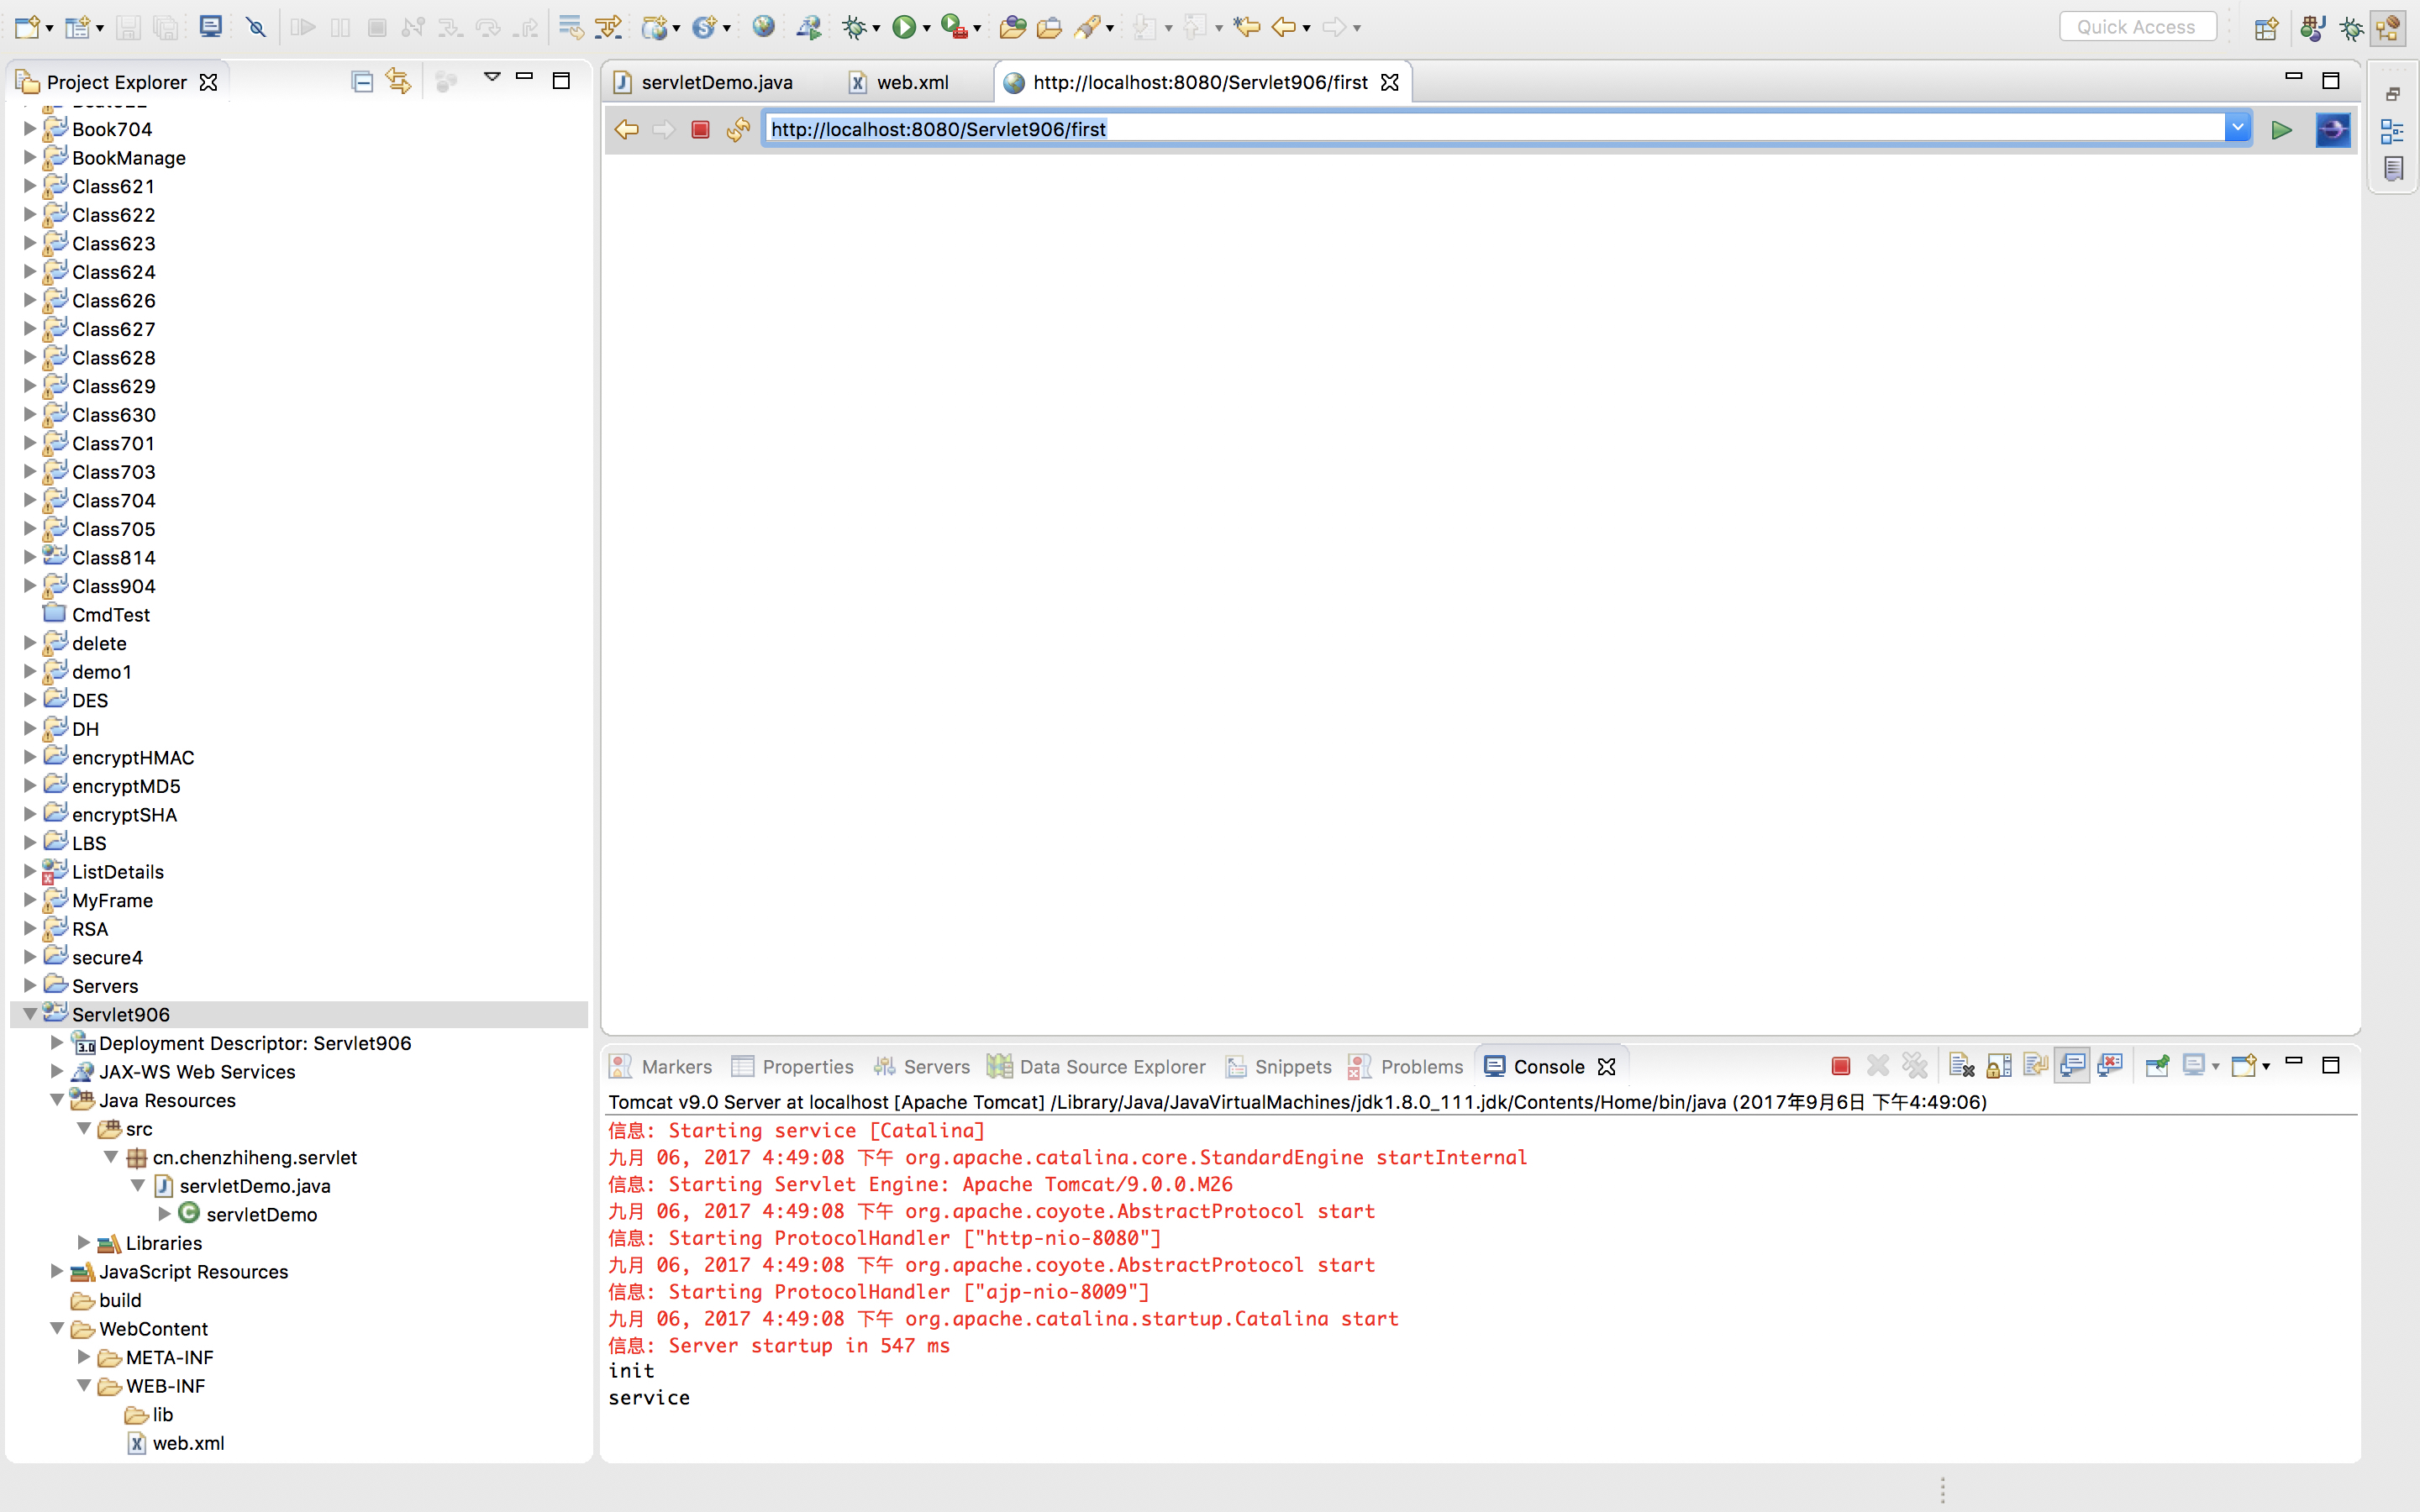 Quick Access
Project Explorer
Book704
BookManage
Class621
Class622
Class623
Class624
Class626
Class627
Class628
Class629
Class630
Class701
Class703
Class704
Class705
Class814
Class904
CmdTest
delete
demo1
DES
DH
encryptHMAC
encryptMD5
encryptSHA
LBS
ListDetails
MyFrame
RSA
secure4
Servers
Servlet906
Deployment Descriptor: Servlet906
JAX-WS Web Services
Java Resources
src
cn.chenzhiheng.servlet
servletDemo.java
servletDemo
Libraries
JavaScript Resources
build
WebContent
META-INF
WEB-INF
lib
web.xml
servletDemo.java web.xml http://localhost:8080/Servlet906/first
http://localhost:8080/Servlet906/first
Markers Properties Servers Data Source Explorer Snippets Problems Console
Tomcat v9.0 Server at localhost [Apache Tomcat] /Library/Java/JavaVirtualMachines/jdk1.8.0_111.jdk/Contents/Home/bin/java (2017年9月6日 下午4:49:06)
信息: Starting service [Catalina]
九月 06, 2017 4:49:08 下午 org.apache.catalina.core.StandardEngine startInternal
信息: Starting Servlet Engine: Apache Tomcat/9.0.0.M26
九月 06, 2017 4:49:08 下午 org.apache.coyote.AbstractProtocol start
信息: Starting ProtocolHandler ["http-nio-8080"]
九月 06, 2017 4:49:08 下午 org.apache.coyote.AbstractProtocol start
信息: Starting ProtocolHandler ["ajp-nio-8009"]
九月 06, 2017 4:49:08 下午 org.apache.catalina.startup.Catalina start
信息: Server startup in 547 ms
init
service